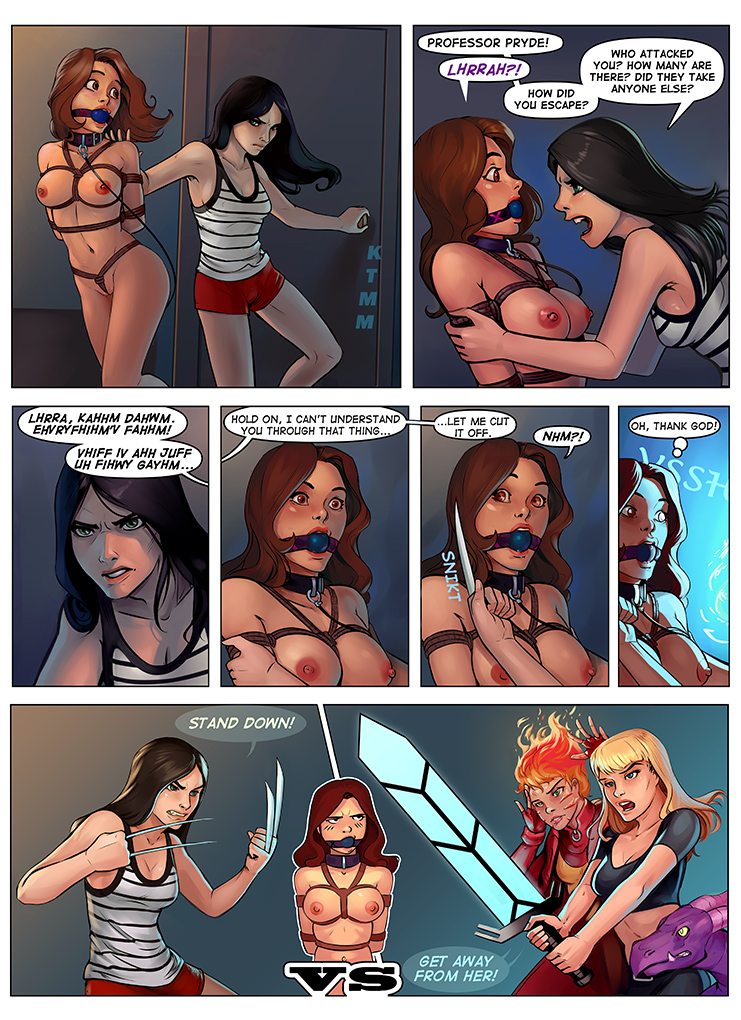 KTMM
PROFESSOR PRYDE!
LHRRAH?!
HOW DID
YOU ESCAPE?
WHO ATTACKED
YOU? HOW MANY ARE
THERE? DID THEY TAKE
ANYONE ELSE?
LHRRA, KAHHM DAHWM.
EHVRYFHIHM'V FAHHM!
VHIFF IV AHH JUFF
UH FIHWY GAYHM...
HOLD ON, I CAN'T UNDERSTAND
YOU THROUGH THAT THING...
...LET ME CUT
IT OFF.
NHM?!
SNIKT
OH, THANK GOD!
STAND DOWN!
VS
GET AWAY
FROM HER!